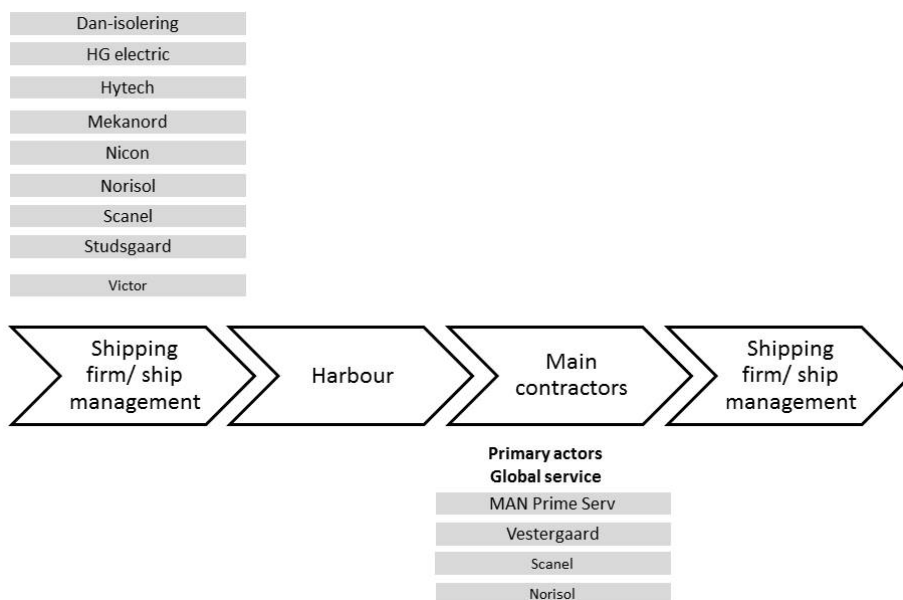 Dan-isolering
HG electric
Hytech
Mekanord
Nicon
Norisol
Scanel
Studsgaard
Victor
Shipping
firm/ ship
management
Harbour
Main
contractors
Shipping
firm/ ship
management
Primary actors
Global service
MAN Prime Serv
Vestergaard
Scanel
Norisol